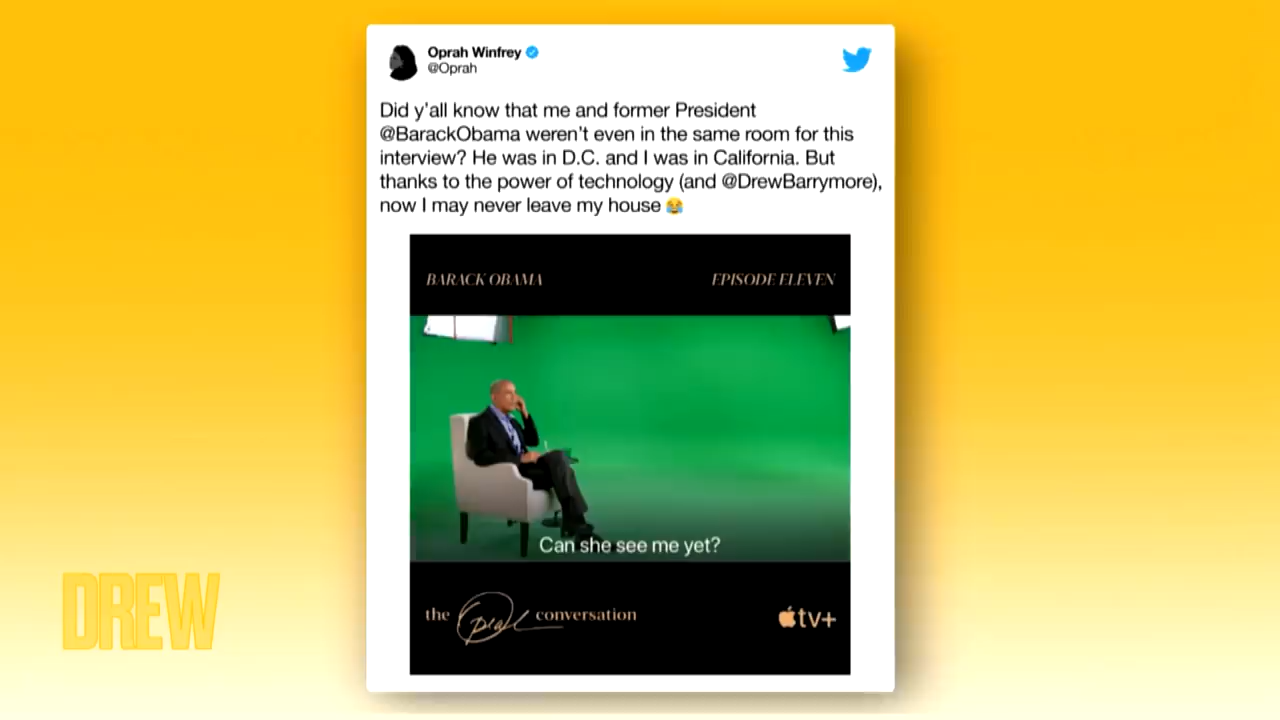 Oprah Winfrey
@Oprah
Did y'all know that me and former President
@BarackObama weren't even in the same room for this
interview? He was in D.C. and I was in California. But
thanks to the power of technology (and @DrewBarrymore),
now I may never leave my house 😂
BARACK OBAMA EPISODE ELEVEN
Can she see me yet?
the Oprah conversation tv+
DREW